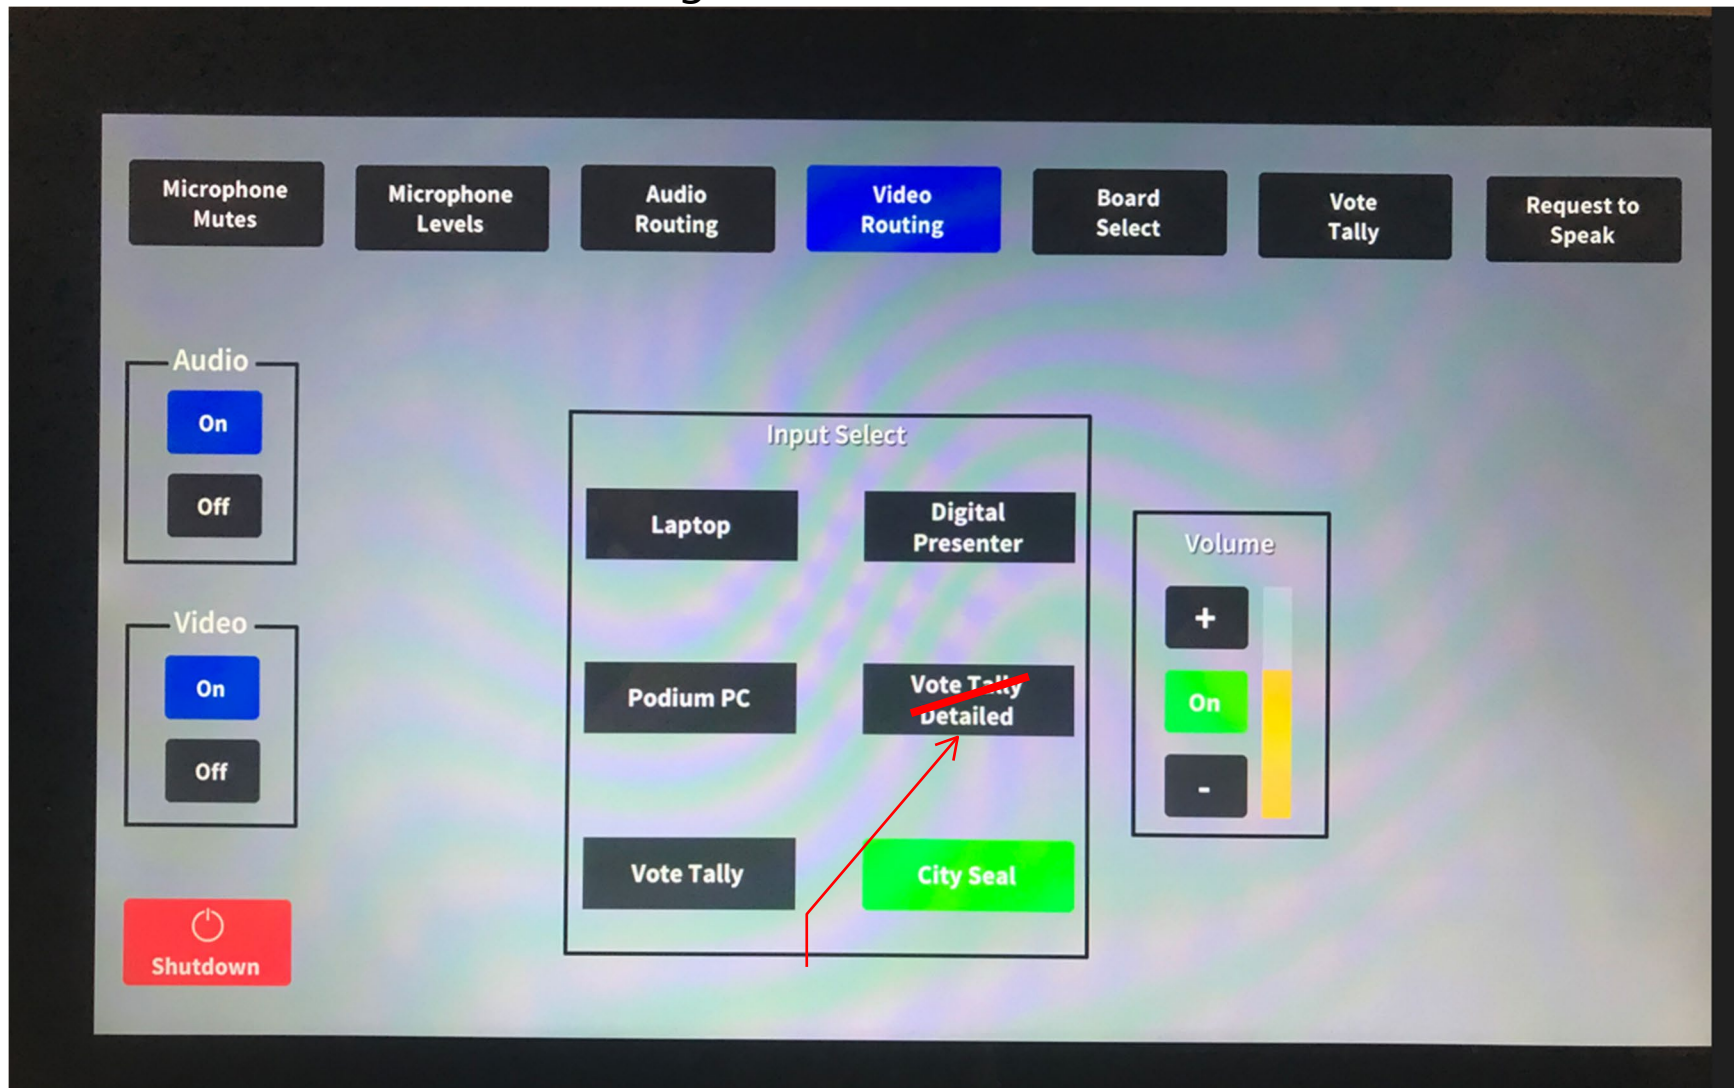 Microphone
Mutes
Microphone
Levels
Audio
Routing
Video
Routing
Board
Select
Vote
Tally
Request to
Speak
Audio
On
Off
Video
On
Off
Shutdown
Input Select
Laptop
Digital
Presenter
Podium PC
Vote Tally
Detailed
Vote Tally
City Seal
Volume
+
On
-